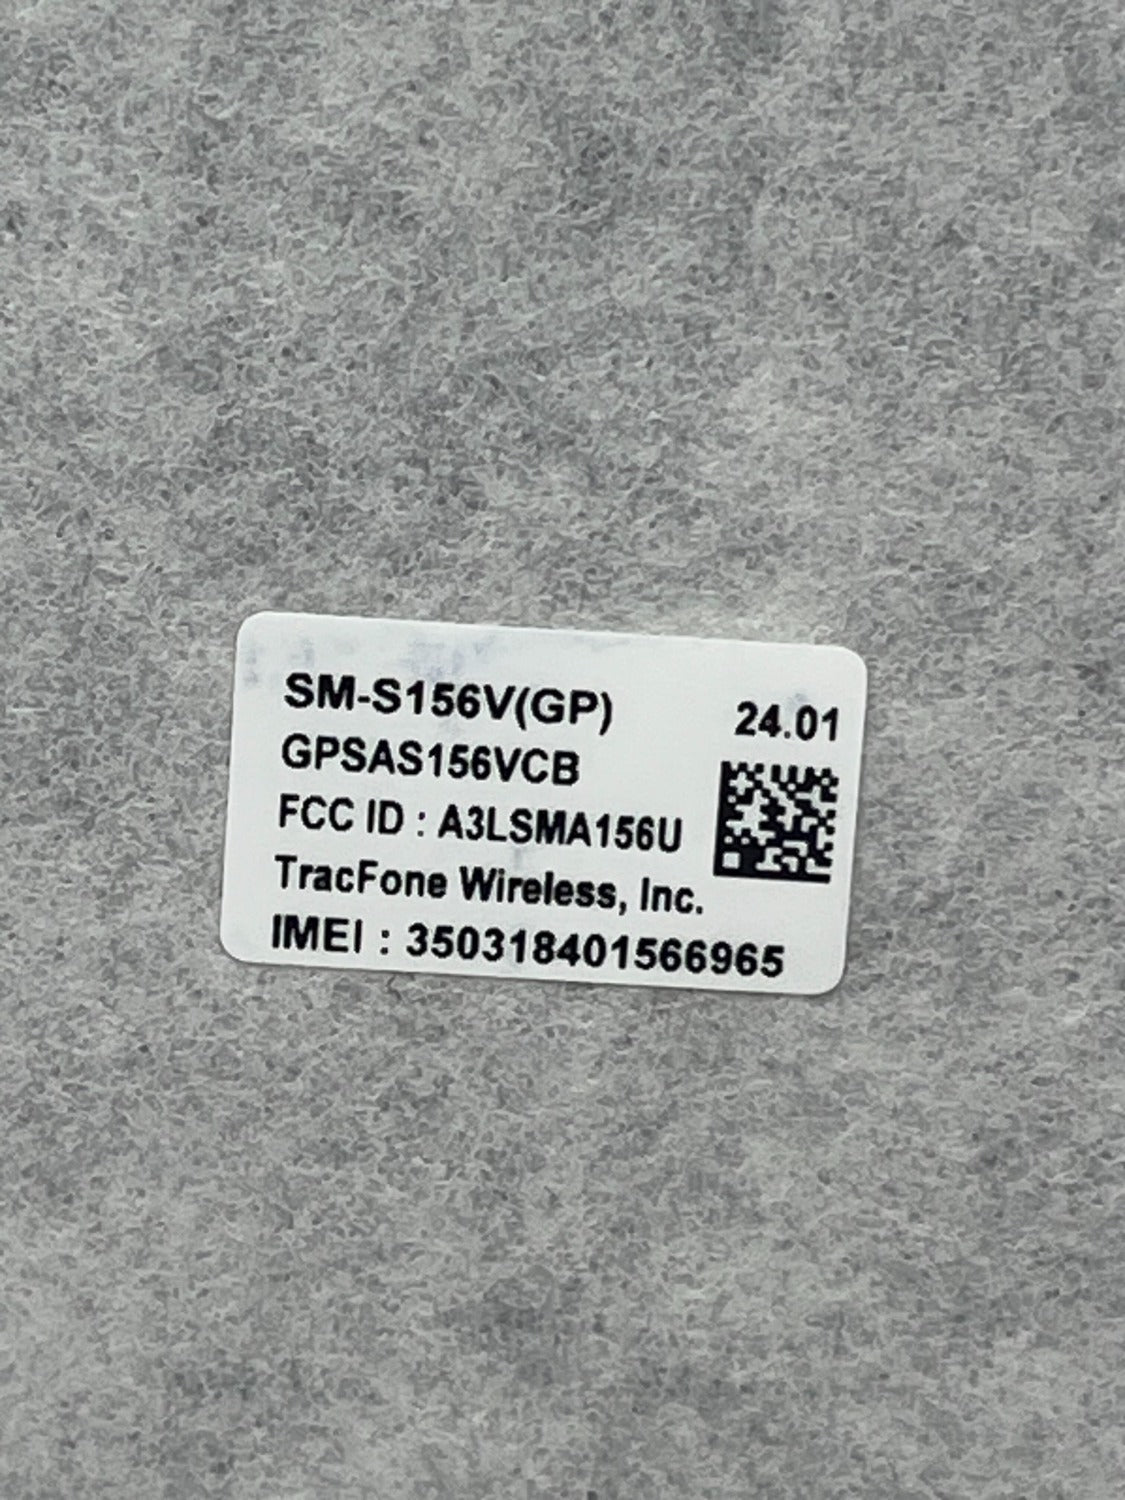 SM-S156V(GP)
24.01
GPSAS156VCB
FCC ID : A3LSMA156U
TracFone Wireless, Inc.
IMEI : 350318401566965